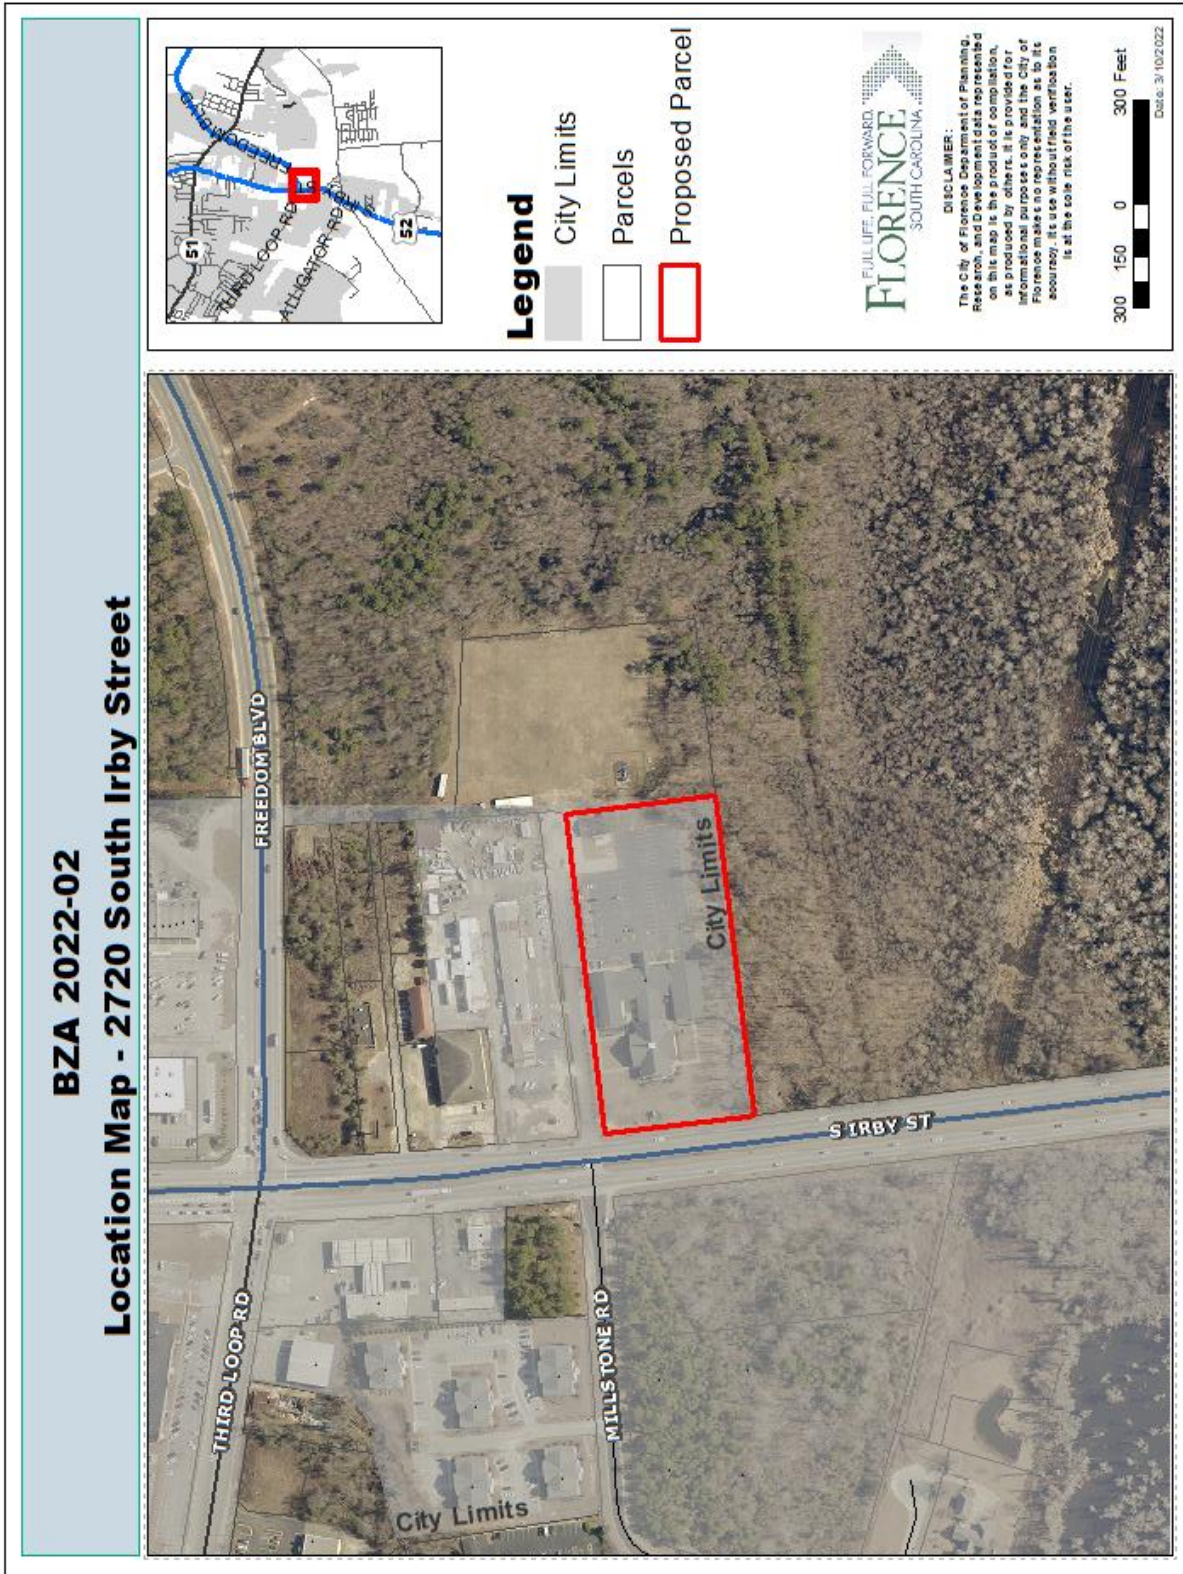 BZA 2022-02
Location Map - 2720 South Irby Street
THIRD LOOP RD
FREEDOM BLVD
MILLSTONE RD
S IRBY ST
City Limits
City Limits
51
FREEDOM BLVD
THIRD LOOP RD
S IRBY ST
ALLIGATOR RD
52
Legend
City Limits
Parcels
Proposed Parcel
FULL LIFE. FULL FORWARD.
FLORENCE
SOUTH CAROLINA
DISCLAIMER:
The City of Florence Department of Planning,
Research, and Development data represented
on this map is the product of compilation,
as produced by others. It is provided for
informational purposes only and the City of
Florence makes no representation as to its
accuracy. Its use without field verification
is at the sole risk of the user.
300 150 0 300 Feet
Date: 3/10/2022